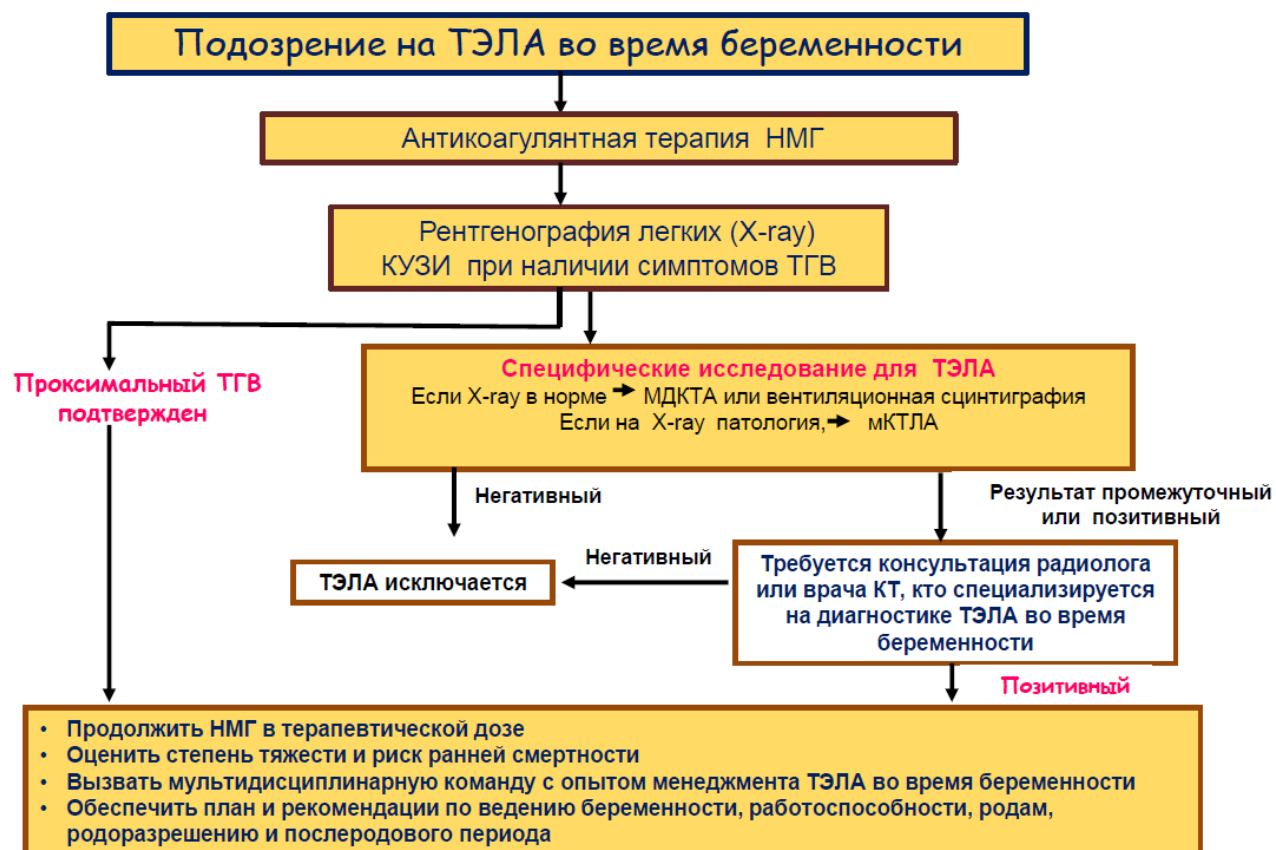 Подозрение на ТЭЛА во время беременности
Антикоагулянтная терапия НМГ
Рентгенография легких (X-ray)
КУЗИ при наличии симптомов ТГВ
Проксимальный ТГВ
подтвержден
Специфические исследование для ТЭЛА
Если X-ray в норме → МДКТА или вентиляционная сцинтиграфия
Если на X-ray патология,→ мКТЛА
Негативный
Результат промежуточный
или позитивный
Негативный
ТЭЛА исключается
Требуется консультация радиолога
или врача КТ, кто специализируется
на диагностике ТЭЛА во время
беременности
Позитивный
• Продолжить НМГ в терапевтической дозе
• Оценить степень тяжести и риск ранней смертности
• Вызвать мультидисциплинарную команду с опытом менеджмента ТЭЛА во время беременности
• Обеспечить план и рекомендации по ведению беременности, работоспособности, родам,
родоразрешению и послеродового периода